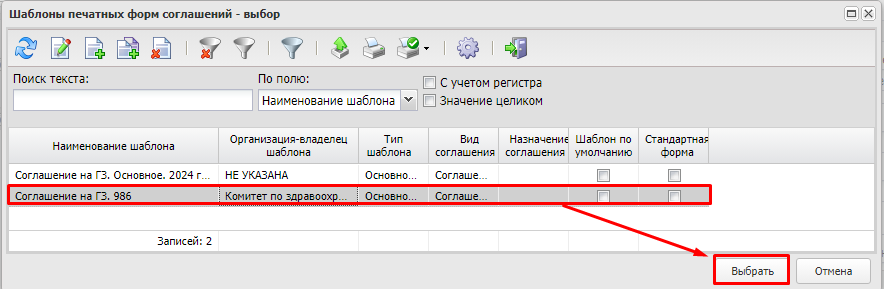 Шаблоны печатных форм соглашений - выбор
Поиск текста:
По полю:
С учетом регистра
Наименование шаблона
Значение целиком
Наименование шаблона
Организация-владелец шаблона
Тип шаблона
Вид соглашения
Назначение соглашения
Шаблон по умолчанию
Стандартная форма
Соглашение на ГЗ. Основное. 2024 г... НЕ УКАЗАНА Основно... Соглаше...
Соглашение на ГЗ. 986 Комитет по здравоохр... Основно... Соглаше...
Записей: 2
Выбрать
Отмена